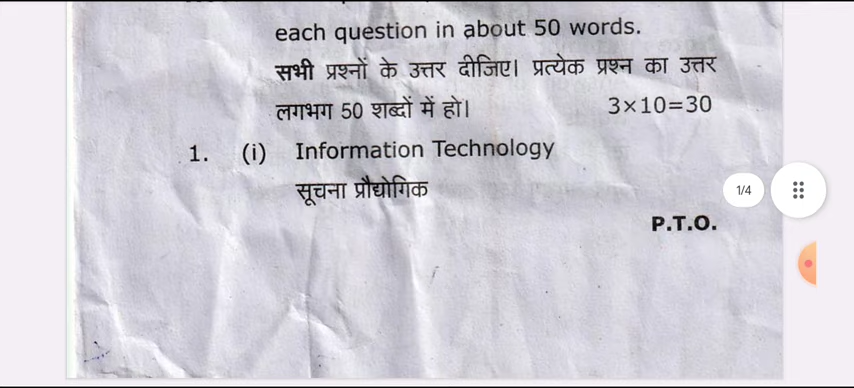 each question in about 50 words.
सभी प्रश्नों के उत्तर दीजिए। प्रत्येक प्रश्न का उत्तर
लगभग 50 शब्दों में हो। 3×10=30
1. (i) Information Technology
सूचना प्रौद्योगिक
1/4
P.T.O.